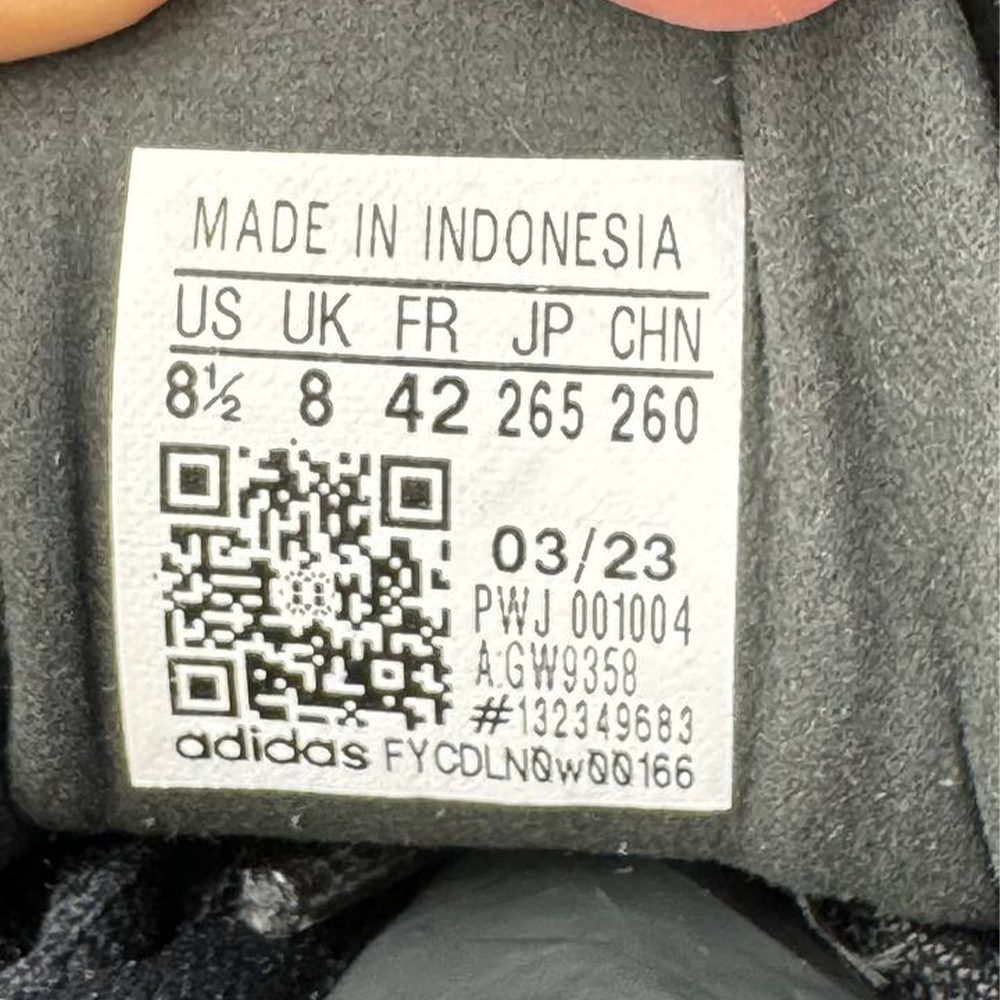 MADE IN INDONESIA
US UK FR JP CHN
8½ 8 42 265 260
03/23
PWJ 001004
A:GW9358
#132349683
adidas FYCDLN0w00166